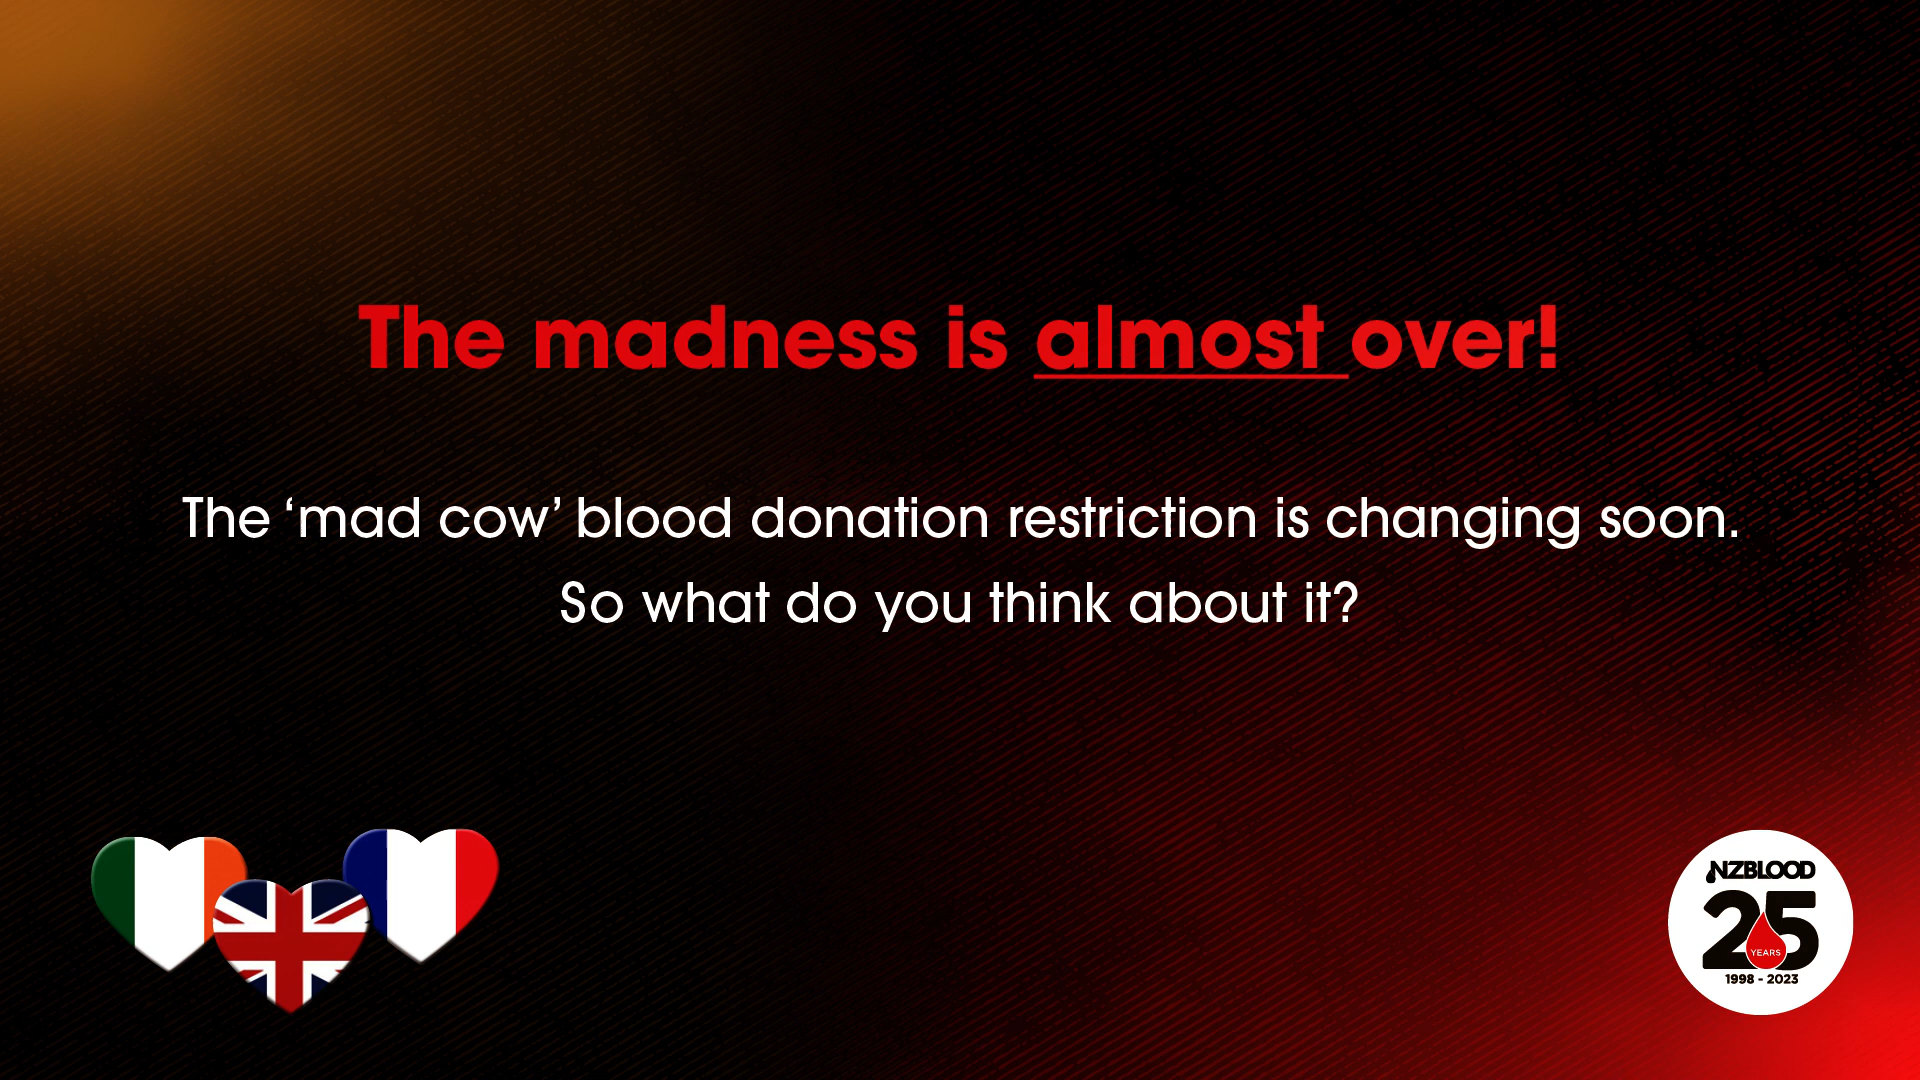 The madness is almost over!
The ‘mad cow’ blood donation restriction is changing soon.
So what do you think about it?
NZBLOOD
25
YEARS
1998 - 2023